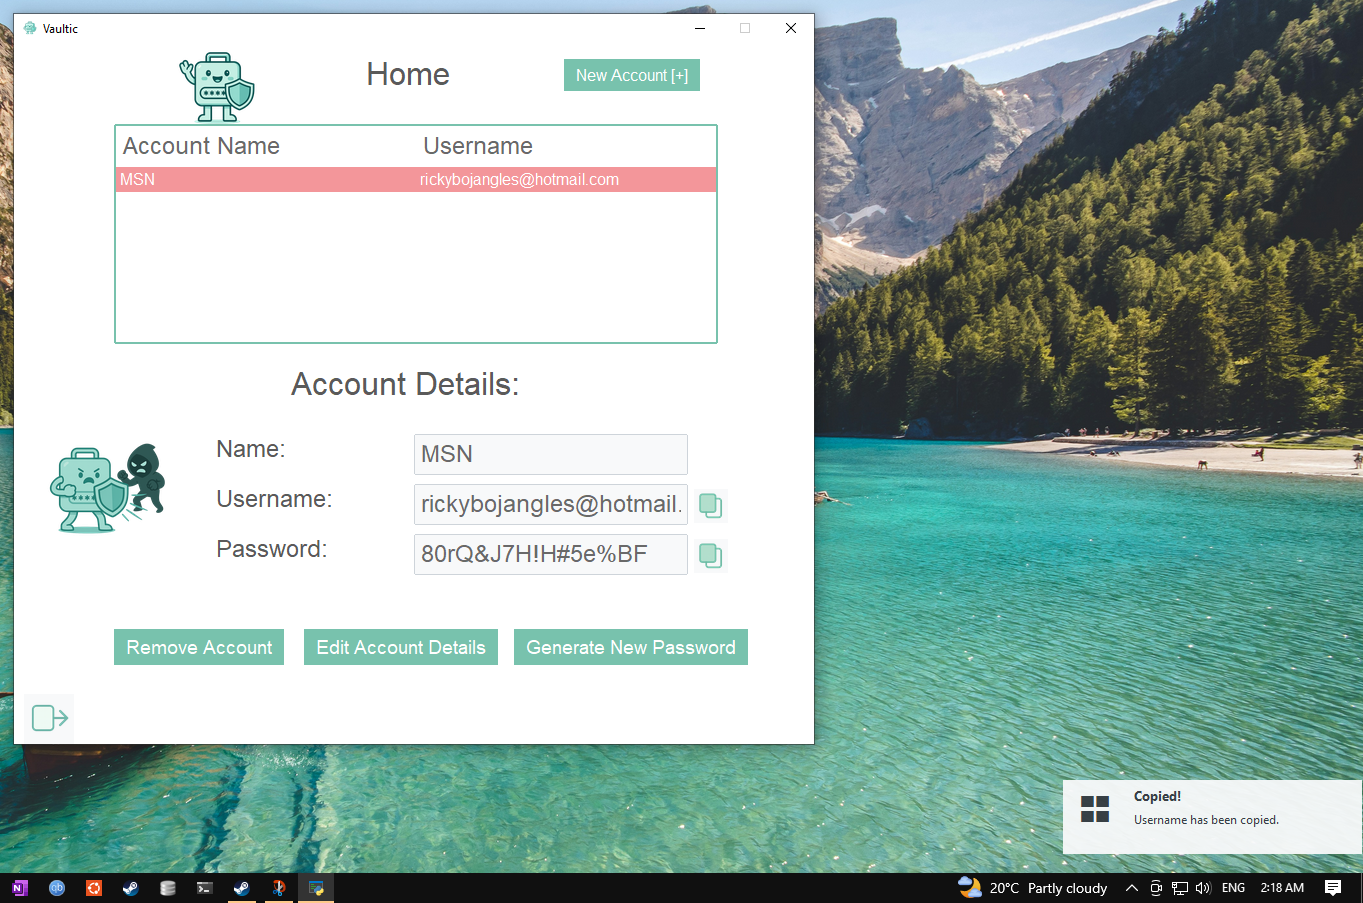 Vaultic
Home
New Account [+]
Account Name Username
MSN rickybojangles@hotmail.com
Account Details:
Name: MSN
Username: rickybojangles@hotmail.
Password: 80rQ&J7H!H#5e%BF
Remove Account Edit Account Details Generate New Password
Copied!
Username has been copied.
N qb 20°C Partly cloudy ENG 2:18 AM